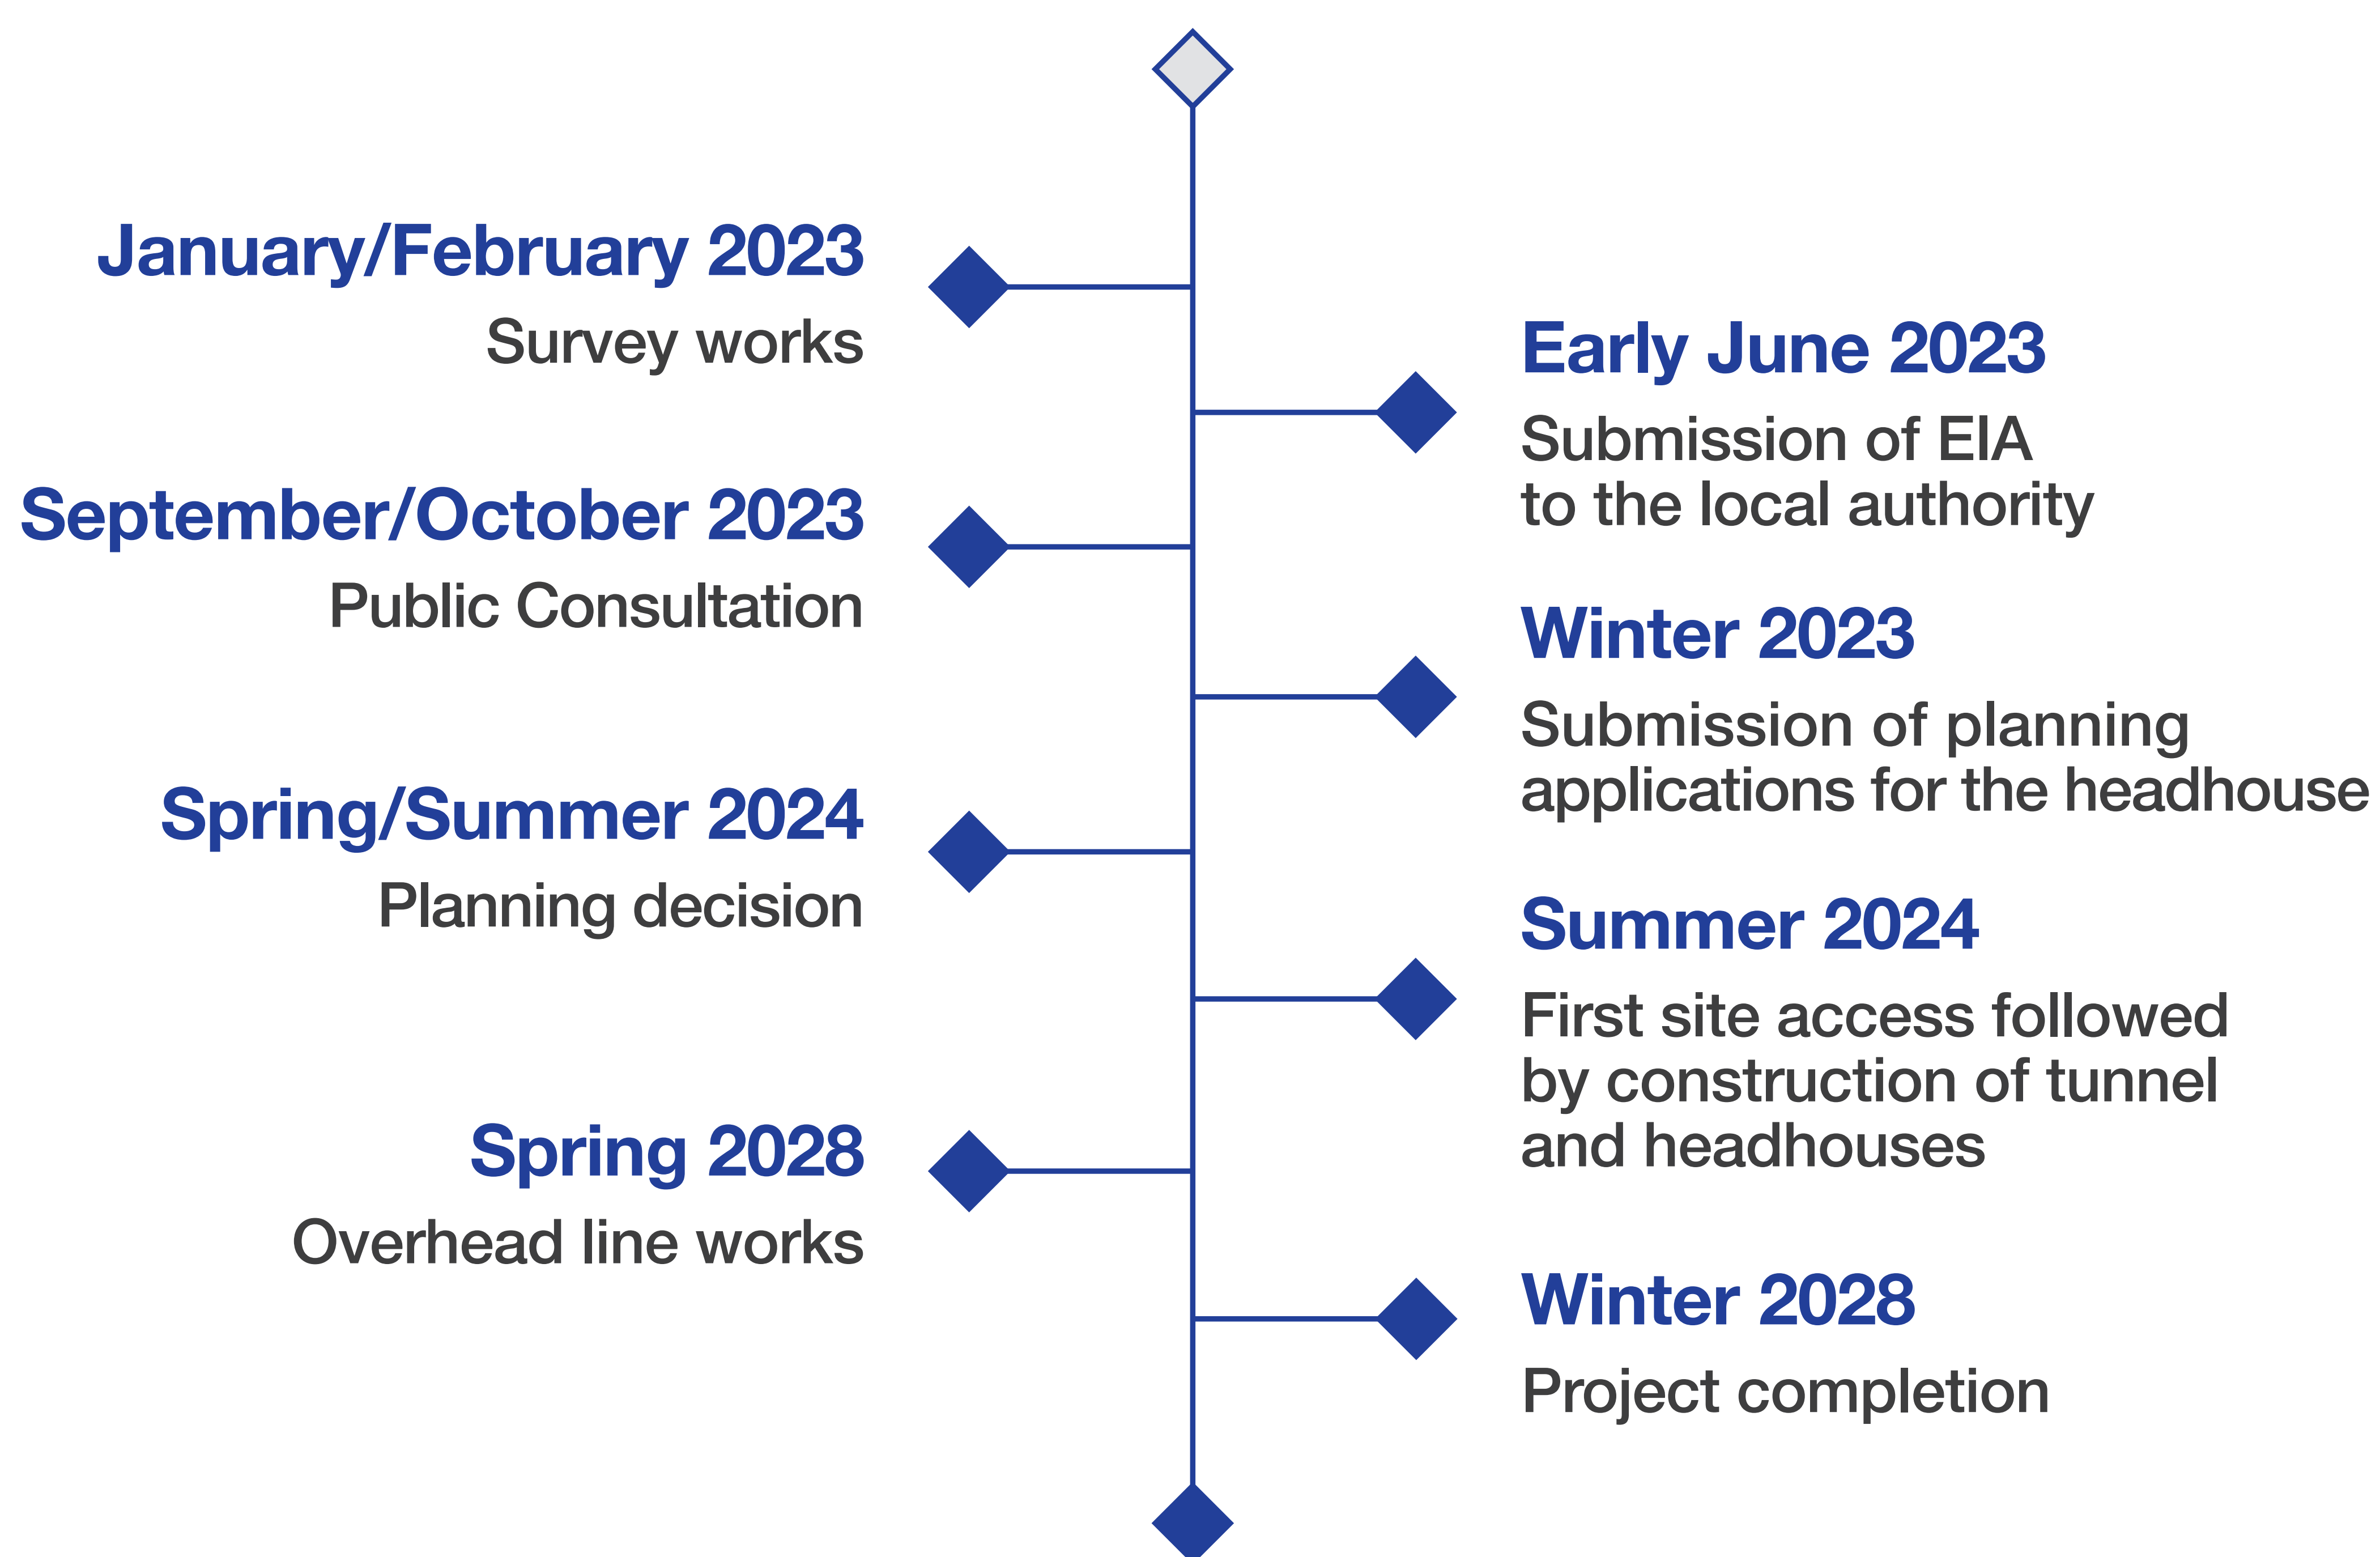 January/February 2023
Survey works
Early June 2023
Submission of EIA
to the local authority
September/October 2023
Public Consultation
Winter 2023
Submission of planning
applications for the headhouse
Spring/Summer 2024
Planning decision
Summer 2024
First site access followed
by construction of tunnel
and headhouses
Spring 2028
Overhead line works
Winter 2028
Project completion